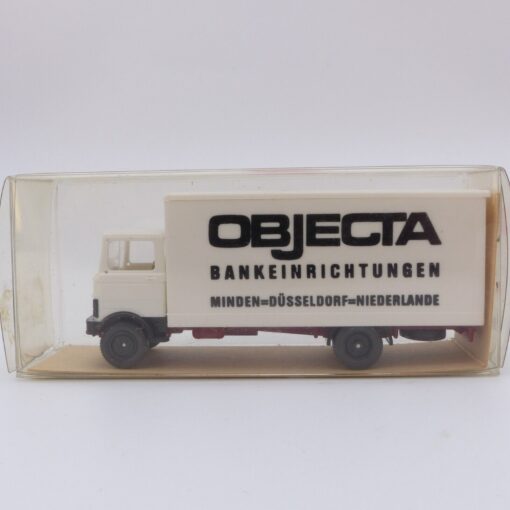 OBJECTA
BANKEINRICHTUNGEN
MINDEN=DÜSSELDORF=NIEDERLANDE